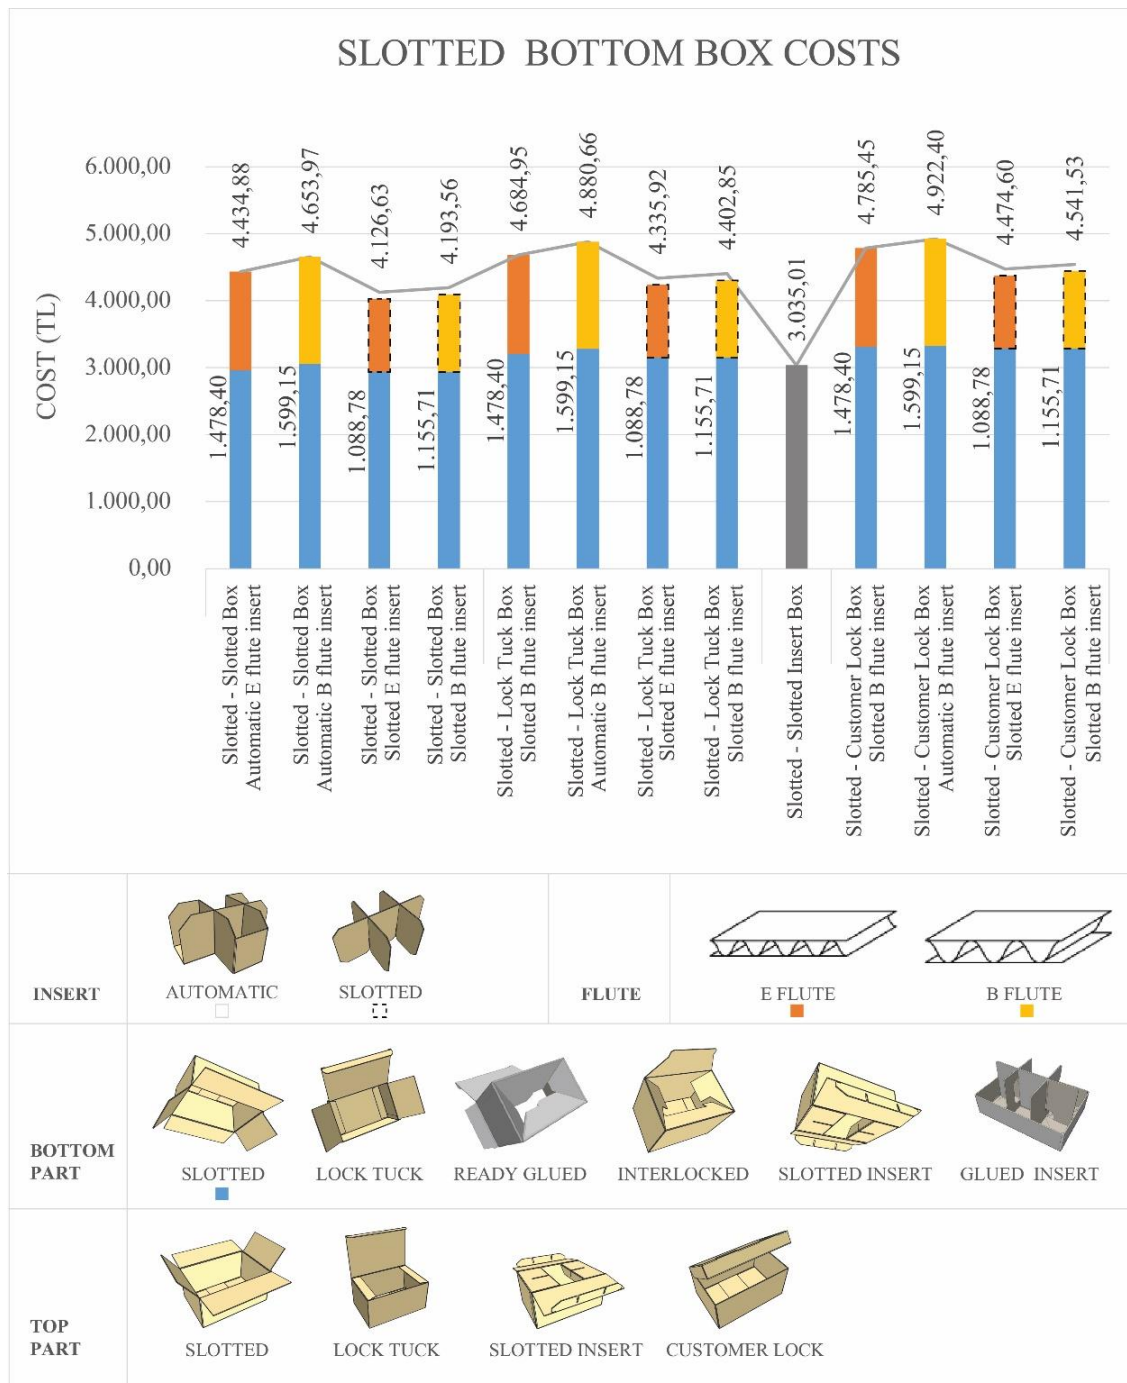 SLOTTED BOTTOM BOX COSTS
4.434,88
4.653,97
4.126,63
4.193,56
4.684,95
4.880,66
4.335,92
4.402,85
3.035,01
4.785,45
4.922,40
4.474,60
4.541,53
COST (TL)
6.000,00
5.000,00
4.000,00
3.000,00
2.000,00
1.000,00
0,00
1.478,40
1.599,15
1.088,78
1.155,71
1.478,40
1.599,15
1.088,78
1.155,71
1.478,40
1.599,15
1.088,78
1.155,71
Slotted - Slotted Box
Automatic E flute insert
Slotted - Slotted Box
Automatic B flute insert
Slotted - Slotted Box
Slotted E flute insert
Slotted - Slotted Box
Slotted B flute insert
Slotted - Lock Tuck Box
Slotted B flute insert
Slotted - Lock Tuck Box
Automatic B flute insert
Slotted - Lock Tuck Box
Slotted E flute insert
Slotted - Lock Tuck Box
Slotted B flute insert
Slotted - Slotted Insert Box
Slotted - Customer Lock Box
Slotted B flute insert
Slotted - Customer Lock Box
Automatic B flute insert
Slotted - Customer Lock Box
Slotted E flute insert
Slotted - Customer Lock Box
Slotted B flute insert
INSERT
AUTOMATIC
SLOTTED
FLUTE
E FLUTE
B FLUTE
BOTTOM
PART
SLOTTED
LOCK TUCK
READY GLUED
INTERLOCKED
SLOTTED INSERT
GLUED INSERT
TOP
PART
SLOTTED
LOCK TUCK
SLOTTED INSERT
CUSTOMER LOCK